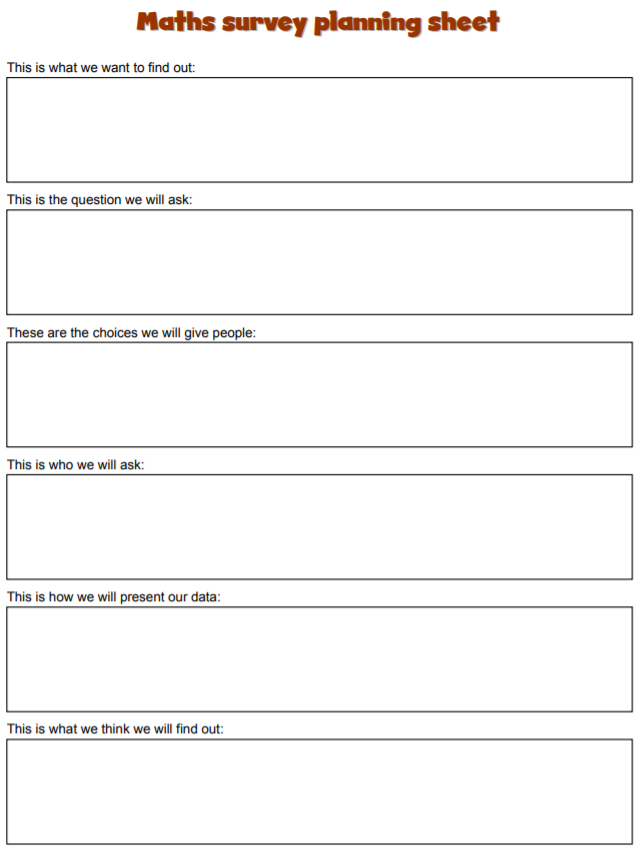 Maths survey planning sheet
This is what we want to find out:
This is the question we will ask:
These are the choices we will give people:
This is who we will ask:
This is how we will present our data:
This is what we think we will find out: